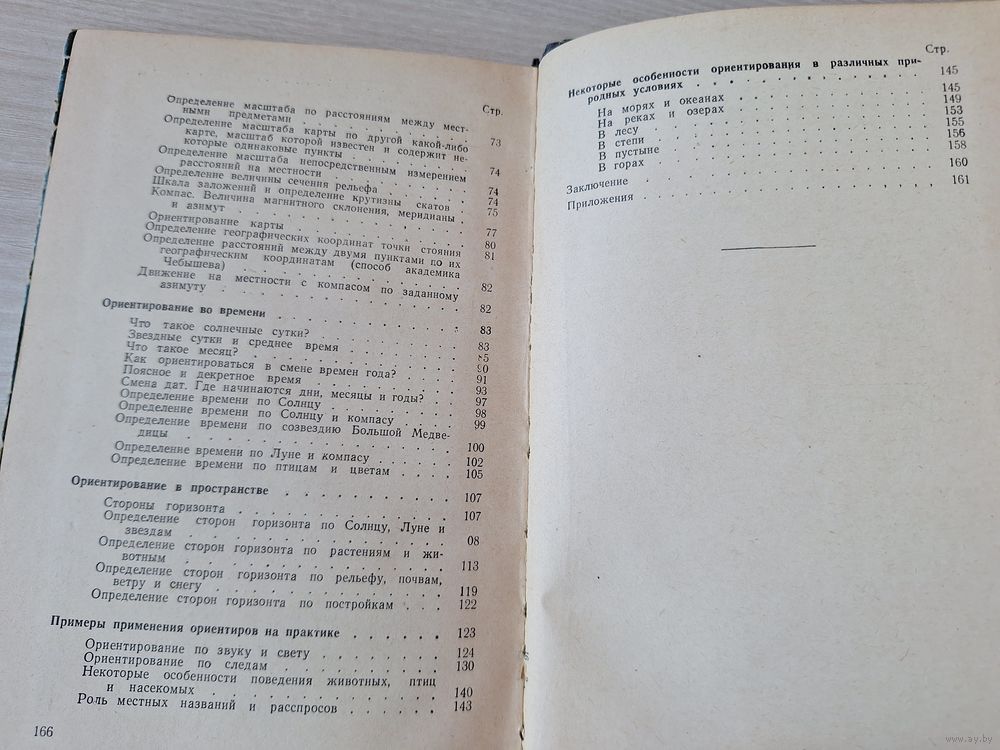 Стр.
Определение масштаба по расстояниям между мест-
ными предметами . . . . . . . . . 73
Определение масштаба карты по другой какой-либо
карте, масштаб которой известен и содержит не-
которые одинаковые пункты . . . . . . 74
Определение масштаба непосредственным измерением
расстояний на местности . . . . . . . 74
Определение величины сечения рельефа . . . . 74
Шкала заложений и определение крутизны скатов . 75
Компас. Величина магнитного склонения, меридианы
и азимут . . . . . . . . . . 77
Ориентирование карты . . . . . . . . 80
Определение географических координат точки стояния 81
Определение расстояний между двумя пунктами по их
географическим координатам (способ академика
Чебышева) . . . . . . . . . . 82
Движение на местности с компасом по заданному
азимуту . . . . . . . . . . . 82
Ориентирование во времени . . . . . . . . 83
Что такое солнечные сутки? . . . . . . . 83
Звездные сутки и среднее время . . . . . . 85
Что такое месяц? . . . . . . . . . 90
Как ориентироваться в смене времен года? . . . 91
Поясное и декретное время . . . . . . . 93
Смена дат. Где начинаются дни, месяцы и годы? . . 97
Определение времени по Солнцу . . . . . . 98
Определение времени по Солнцу и компасу . . . 99
Определение времени по созвездию Большой Медве-
дицы . . . . . . . . . . . 100
Определение времени по Луне и компасу . . . . 102
Определение времени по птицам и цветам . . . . 105
Ориентирование в пространстве . . . . . . . 107
Стороны горизонта . . . . . . . . . 107
Определение сторон горизонта по Солнцу, Луне и
звездам . . . . . . . . . . . 08
Определение сторон горизонта по растениям и жи-
вотным . . . . . . . . . . . 113
Определение сторон горизонта по рельефу, почвам,
ветру и снегу . . . . . . . . . . 119
Определение сторон горизонта по постройкам . . . 122
Примеры применения ориентиров на практике . . . . . . 123
Ориентирование по звуку и свету . . . . . . 124
Ориентирование по следам . . . . . . . . 130
Некоторые особенности поведения животных, птиц
и насекомых . . . . . . . . . . 140
Роль местных названий и расспросов . . . . . 143
166
Стр.
Некоторые особенности ориентирования в различных при-
родных условиях . . . . . . . . . . 145
На морях и океанах . . . . . . . . . 145
На реках и озерах . . . . . . . . . 149
В лесу . . . . . . . . . . . . 153
В степи . . . . . . . . . . . . 155
В пустыне . . . . . . . . . . . 156
В горах . . . . . . . . . . . . 158
Заключение . . . . . . . . . . . . 160
Приложения . . . . . . . . . . . . 161
www.ay.by